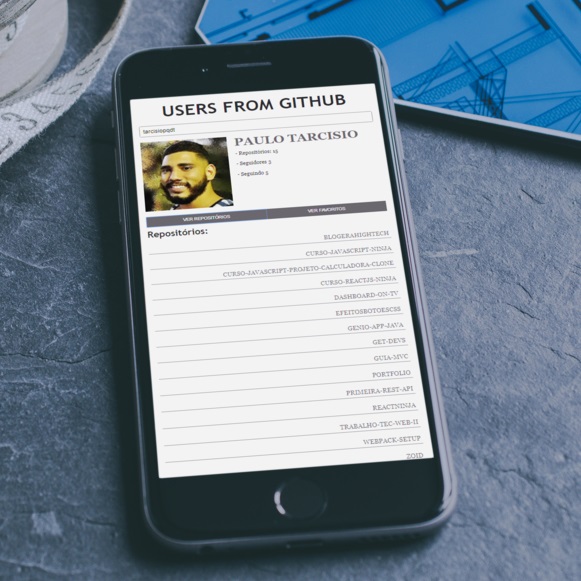 USERS FROM GITHUB
tarcisiopqdt
PAULO TARCISIO
- Repositórios: 15
- Seguidores 3
- Seguindo 5
VER REPOSITÓRIOS
VER FAVORITOS
Repositórios:
BLOGERAHIGHTECH
CURSO-JAVASCRIPT-NINJA
CURSO-JAVASCRIPT-PROJETO-CALCULADORA-CLONE
CURSO-REACTJS-NINJA
DASHBOARD-ON-TV
EFEITOSBOTOESCSS
GENIO-APP-JAVA
GET-DEVS
GUIA-MVC
PORTFOLIO
PRIMEIRA-REST-API
REACTNINJA
TRABALHO-TEC-WEB-II
WEBPACK-SETUP
ZOID